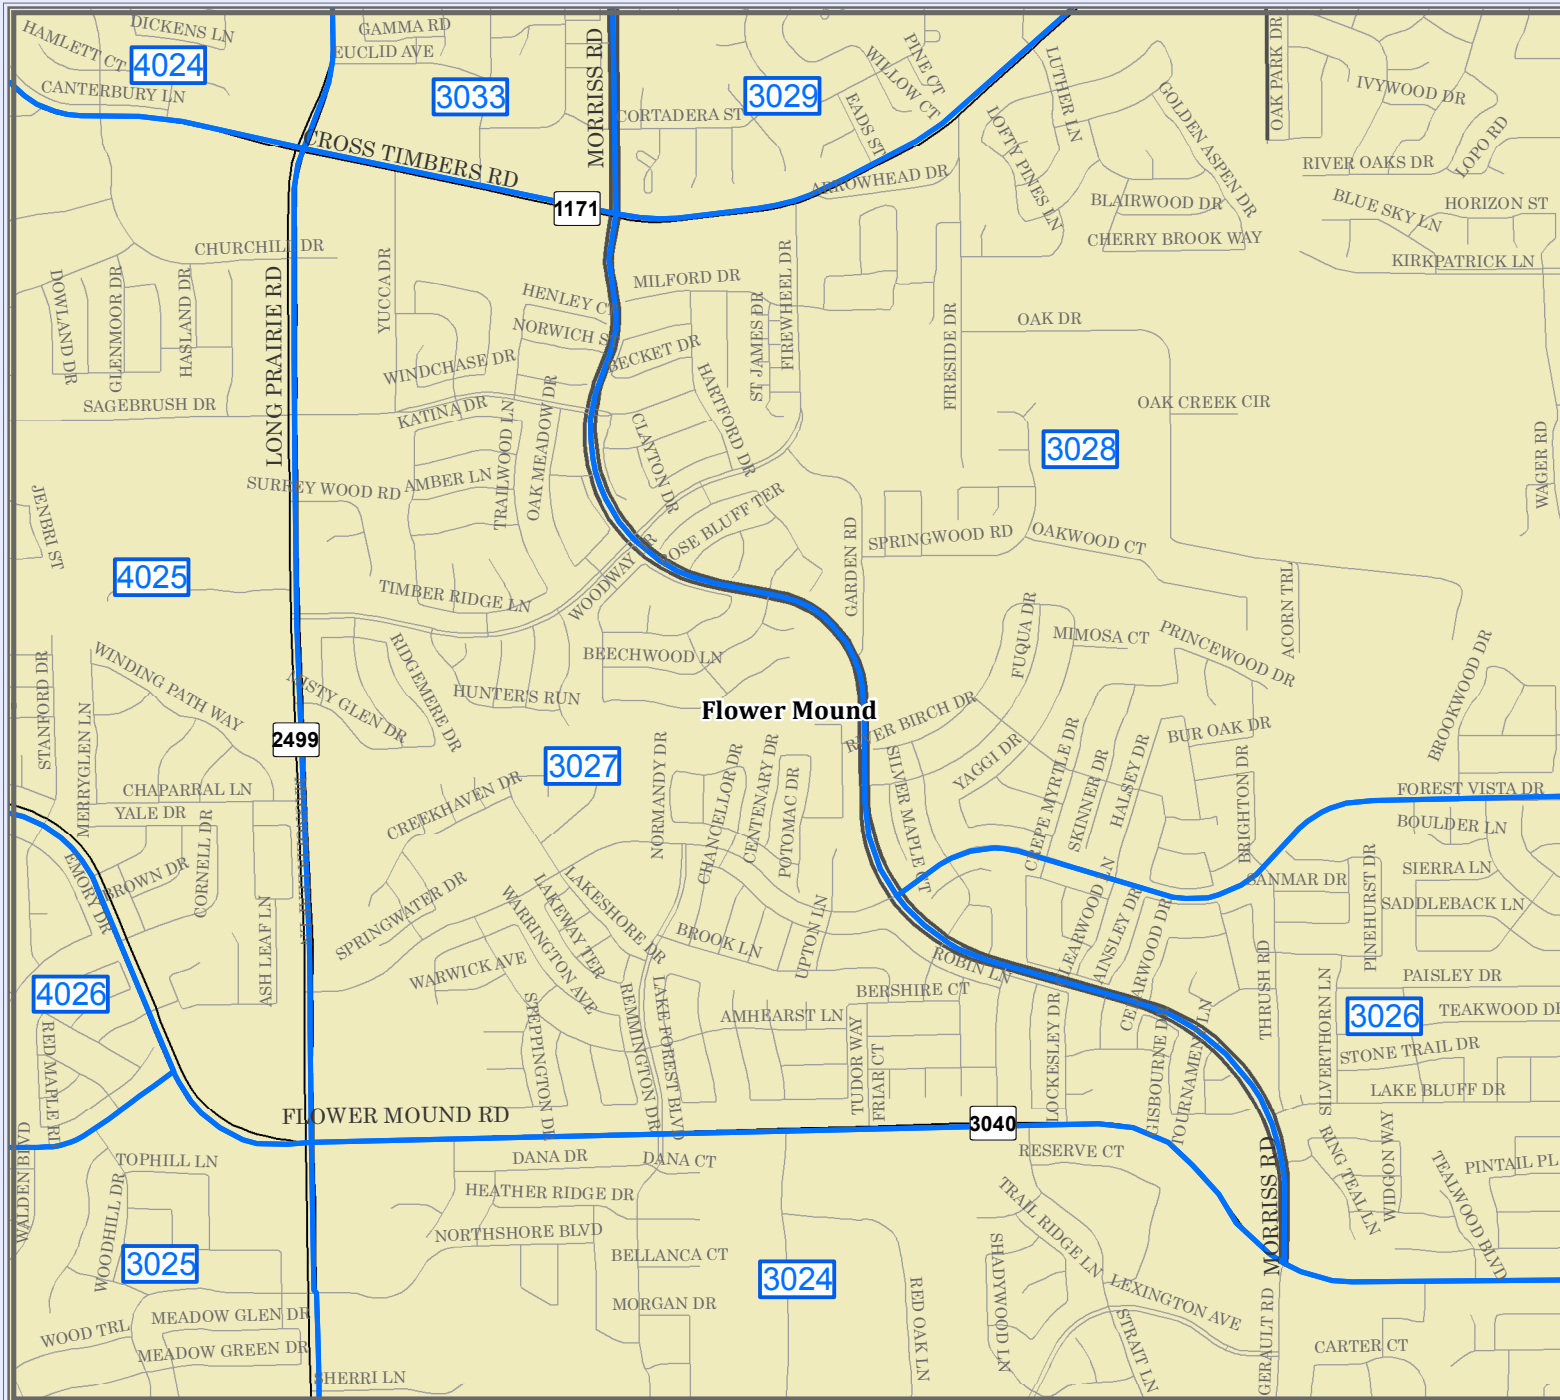 DICKENS LN
GAMMA RD
HAMLETT CT
4024
EUCLID AVE
MORRISS RD
PINE CT
WILLOW CT
LUTHER LN
OAK PARK DR
CANTERBURY LN
3033
3029
IVYWOOD DR
GOLDEN ASPEN DR
CORTADERA ST
EADS ST
LOFTY PINES LN
LOPO RD
CROSS TIMBERS RD
ARROWHEAD DR
RIVER OAKS DR
1171
BLAIRWOOD DR
BLUE SKY LN
HORIZON ST
CHURCHILL DR
CHERRY BROOK WAY
KIRKPATRICK LN
DOWLAND DR
GLENMOOR DR
HASLAND DR
LONG PRAIRIE RD
YUCCA DR
HENLEY CT
MILFORD DR
NORWICH S
ST JAMES DR
FIREWHEEL DR
FIRESIDE DR
OAK DR
WINDCHASE DR
BECKET DR
HARTFORD DR
SAGEBRUSH DR
KATINA DR
OAK CREEK CIR
TRAILWOOD LN
OAK MEADOW DR
CLAYTON DR
3028
WAGER RD
JENBRI ST
SURREY WOOD RD
AMBER LN
ROSE BLUFF TER
GARDEN RD
SPRINGWOOD RD
OAKWOOD CT
4025
TIMBER RIDGE LN
WOODWAY DR
ACORN TRL
FUQUA DR
MIMOSA CT
PRINCEWOOD DR
STANFORD DR
WINDING PATH WAY
RIDGEMERE DR
BEECHWOOD LN
BROOKWOOD DR
MISTY GLEN DR
HUNTER'S RUN
Flower Mound
RIVER BIRCH DR
MERRYGLEN LN
2499
3027
NORMANDY DR
CHANCELLOR DR
CENTENARY DR
POTOMAC DR
SILVER MAPLE CT
YAGGI DR
CREPE MYRTLE DR
SKINNER DR
HALSEY DR
BUR OAK DR
BRIGHTON DR
CHAPARRAL LN
CREEKHAVEN DR
FOREST VISTA DR
YALE DR
BOULDER LN
EMORY DR
BROWN DR
CORNELL DR
SIERRA LN
SANMAR DR
PINEHURST DR
SADDLEBACK LN
ASH LEAF LN
SPRINGWATER DR
WARRINGTON AVE
LAKEWAY TER
LAKESHORE DR
BROOK LN
UPTON LN
ROBIN LN
CLEARWOOD LN
AINSLEY DR
CEDARWOOD DR
THRUSH RD
4026
WARWICK AVE
BERSHIRE CT
PAISLEY DR
STEPPINGTON DR
REMMINGTON DR
LAKE FOREST BLVD
AMHEARST LN
TUDOR WAY
FRIAR CT
LOCKESLEY DR
GISBOURNE DR
TOURNAMENT LN
SILVERTHORN LN
3026
TEAKWOOD DR
RED MAPLE RD
STONE TRAIL DR
LAKE BLUFF DR
FLOWER MOUND RD
3040
WALDEN BLVD
TOPHILL LN
DANA DR
DANA CT
RESERVE CT
MORRISS RD
RING TEAL LN
WIDGON WAY
TEALWOOD BLVD
PINTAIL PL
WOODHILL DR
HEATHER RIDGE DR
TRAIL RIDGE LN
NORTHSHORE BLVD
3025
BELLANCA CT
3024
SHADYWOOD LN
RED OAK LN
LEXINGTON AVE
MEADOW GLEN DR
MORGAN DR
STRAIT LN
GERAULT RD
WOOD TRL
MEADOW GREEN DR
CARTER CT
SHERRI LN